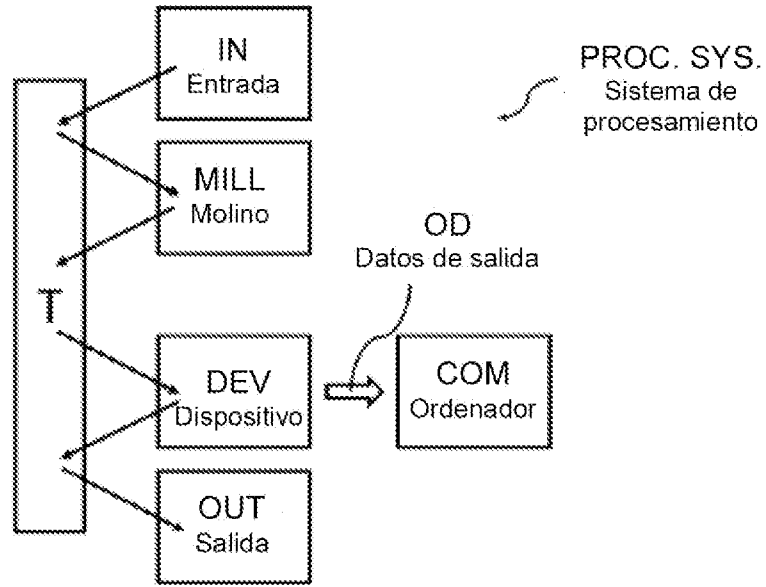 IN
Entrada
PROC. SYS.
Sistema de
procesamiento
MILL
Molino
OD
Datos de salida
T
DEV
Dispositivo
COM
Ordenador
OUT
Salida